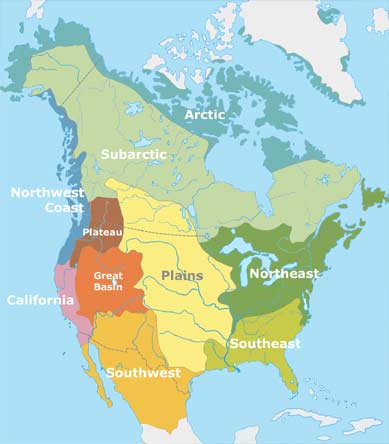 Arctic
Subarctic
Northwest
Coast
Plateau
Great
Basin
Plains
Northeast
California
Southeast
Southwest